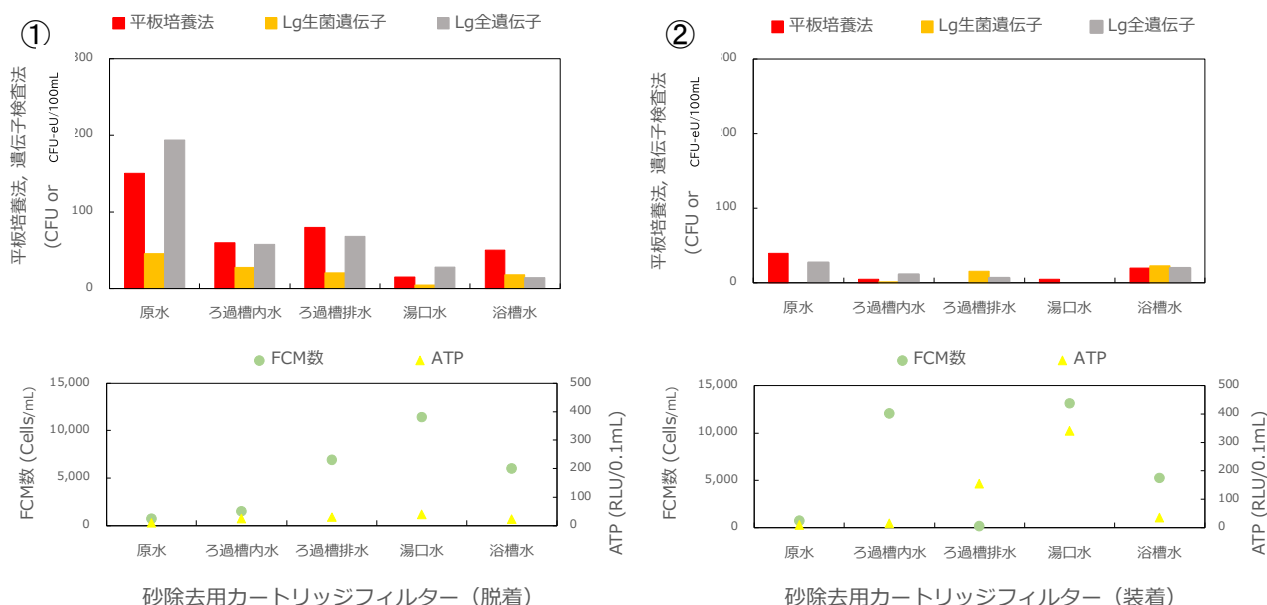 ①
平板培養法 Lg生菌遺伝子 Lg全遺伝子
平板培養法, 遺伝子検査法
(CFU or CFU-eU/100mL
300
200
100
0
原水 ろ過槽内水 ろ過槽排水 湯口水 浴槽水
FCM数 ATP
FCM数 (Cells/mL)
15,000
10,000
5,000
0
500
400
300
200
100
0
ATP (RLU/0.1mL)
原水 ろ過槽内水 ろ過槽排水 湯口水 浴槽水
砂除去用カートリッジフィルター（脱着）
②
平板培養法 Lg生菌遺伝子 Lg全遺伝子
平板培養法, 遺伝子検査法
(CFU or CFU-eU/100mL
300
200
100
0
原水 ろ過槽内水 ろ過槽排水 湯口水 浴槽水
FCM数 ATP
FCM数 (Cells/mL)
15,000
10,000
5,000
0
500
400
300
200
100
0
ATP (RLU/0.1mL)
原水 ろ過槽内水 ろ過槽排水 湯口水 浴槽水
砂除去用カートリッジフィルター（装着）